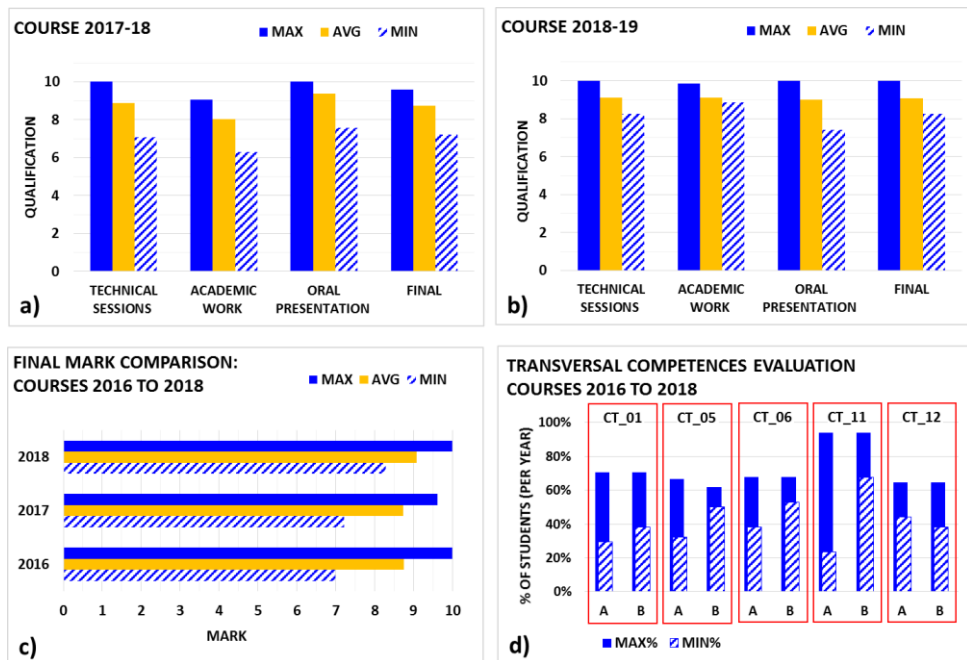 COURSE 2017-18
MAX AVG MIN
10
8
6
4
2
0
QUALIFICATION
TECHNICAL SESSIONS
ACADEMIC WORK
ORAL PRESENTATION
FINAL
a)
COURSE 2018-19
MAX AVG MIN
10
8
6
4
2
0
QUALIFICATION
TECHNICAL SESSIONS
ACADEMIC WORK
ORAL PRESENTATION
FINAL
b)
FINAL MARK COMPARISON:
COURSES 2016 TO 2018
MAX AVG MIN
2018
2017
2016
0 1 2 3 4 5 6 7 8 9 10
MARK
c)
TRANSVERSAL COMPETENCES EVALUATION
COURSES 2016 TO 2018
CT_01 CT_05 CT_06 CT_11 CT_12
100%
80%
60%
40%
20%
0%
% OF STUDENTS (PER YEAR)
A B A B A B A B A B
MAX% MIN%
d)